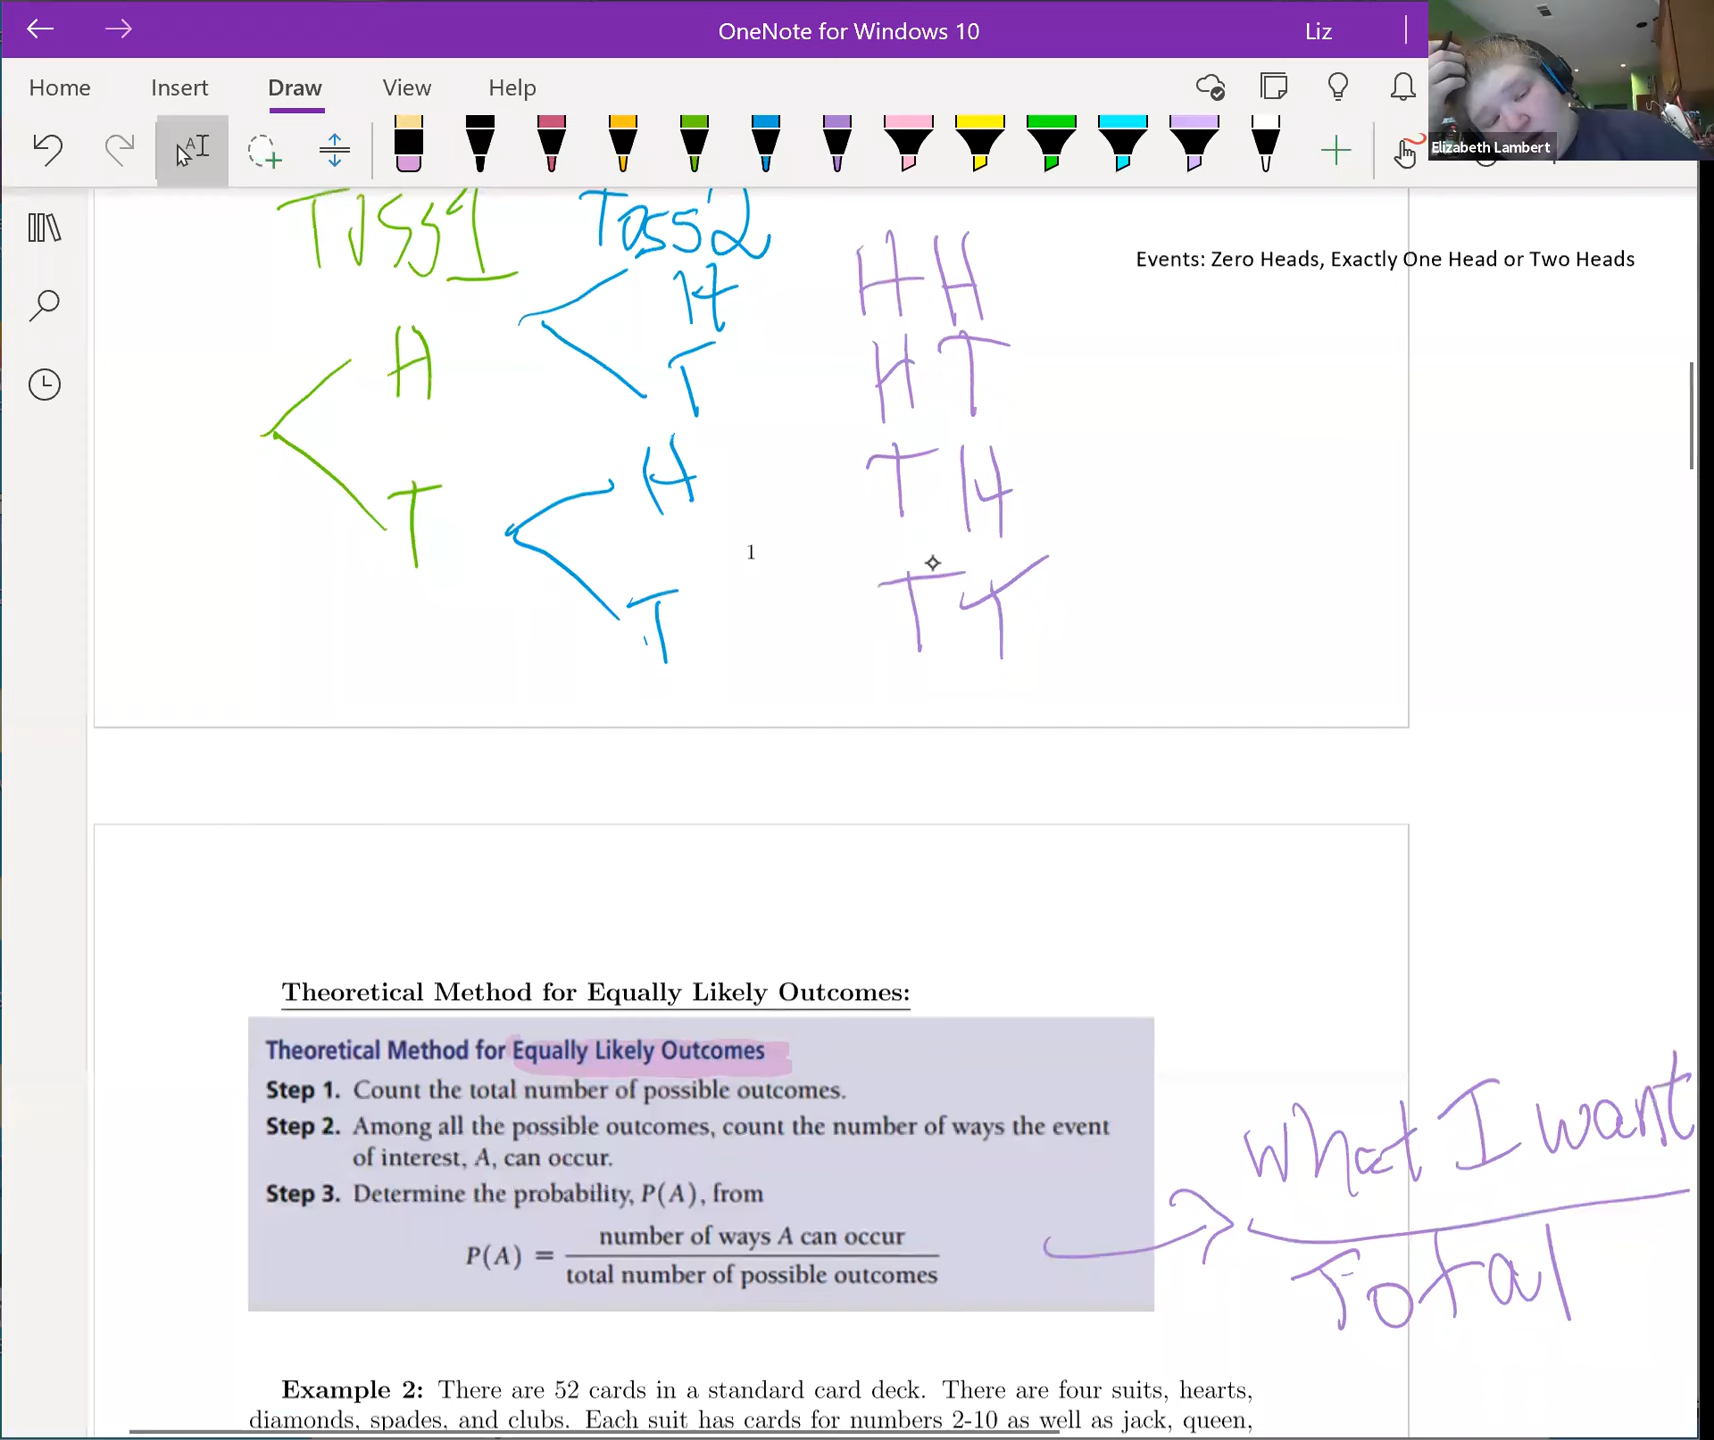 OneNote for Windows 10
Liz
Home Insert Draw View Help
Elizabeth Lambert
Toss 1 Toss 2
Events: Zero Heads, Exactly One Head or Two Heads
H H H H
H T H T
T H T H
T T T
1
Theoretical Method for Equally Likely Outcomes:
Theoretical Method for Equally Likely Outcomes
Step 1. Count the total number of possible outcomes.
Step 2. Among all the possible outcomes, count the number of ways the event
of interest, A, can occur.
Step 3. Determine the probability, P(A), from
P(A) = number of ways A can occur
total number of possible outcomes
What I want
Total
Example 2: There are 52 cards in a standard card deck. There are four suits, hearts,
diamonds, spades, and clubs. Each suit has cards for numbers 2-10 as well as jack, queen,